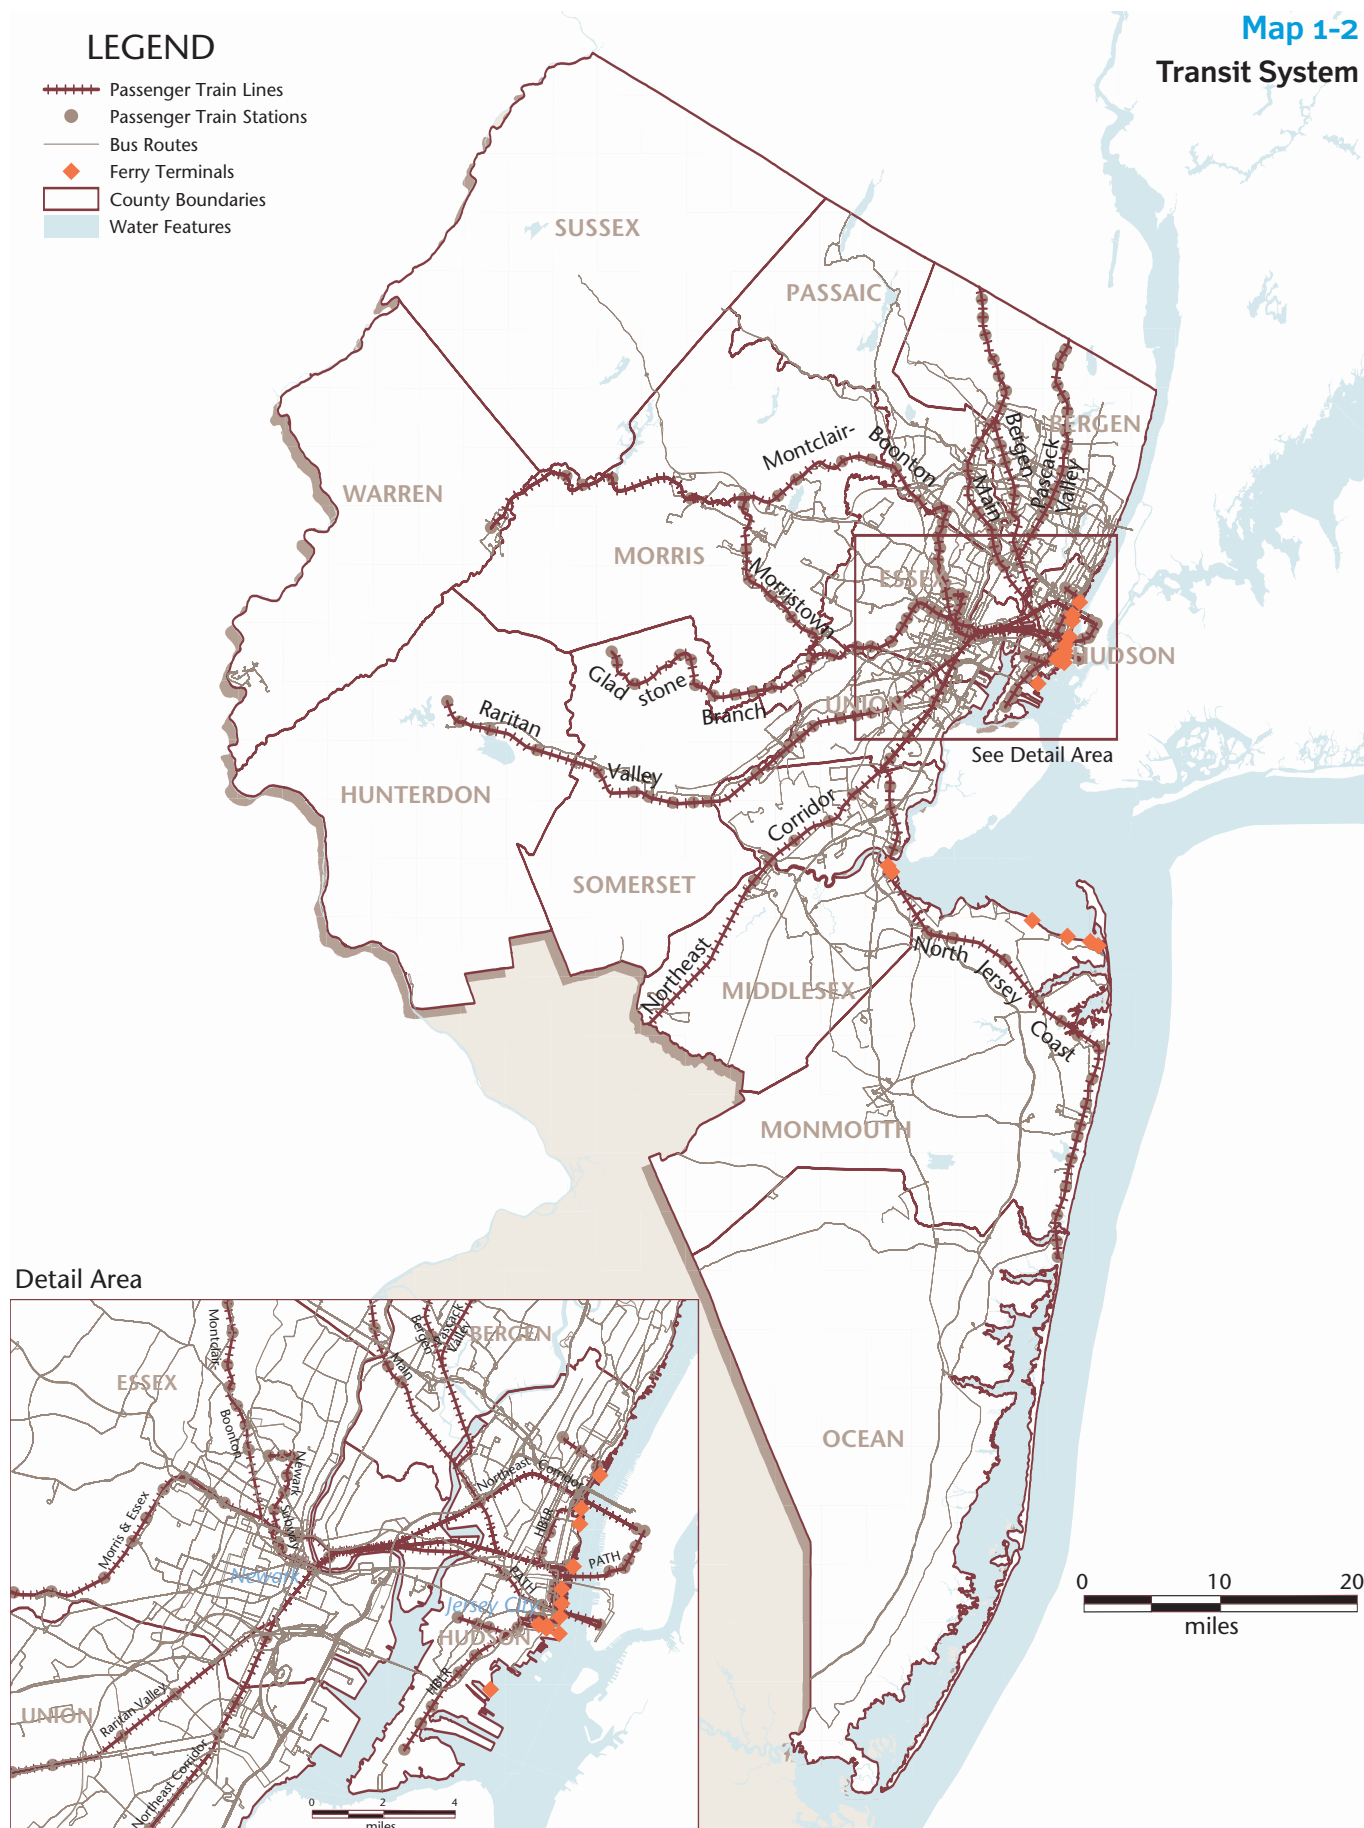 Map 1-2
Transit System
LEGEND
Passenger Train Lines
Passenger Train Stations
Bus Routes
Ferry Terminals
County Boundaries
Water Features
SUSSEX
PASSAIC
BERGEN
WARREN
MORRIS
ESSEX
HUDSON
UNION
HUNTERDON
SOMERSET
MIDDLESEX
MONMOUTH
OCEAN
Montclair-
Boonton
Main
Bergen
Pascack
Valley
Morristown
Glad
stone
Branch
Raritan
Valley
Corridor
Northeast
North
Jersey
Coast
See Detail Area
Detail Area
ESSEX
BERGEN
HUDSON
UNION
Montclair-
Boonton
Newark
Subway
Main
Bergen
Pascack
Valley
Northeast
Corridor
Morris & Essex
Newark
Jersey City
HBLR
PATH
PATH
HBLR
Raritan Valley
Northeast Corridor
0 2 4
miles
0 10 20
miles